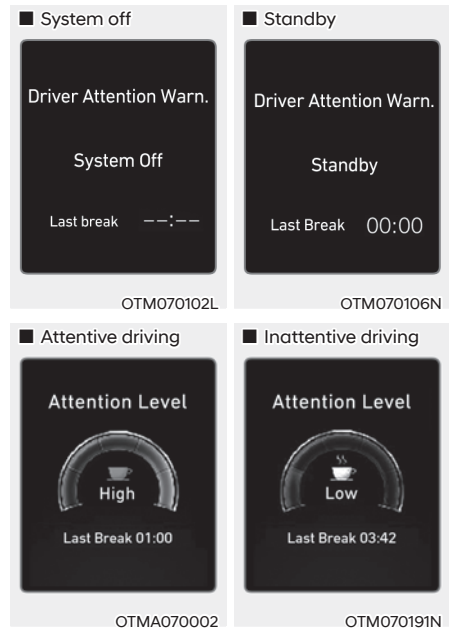 ■ System off
Driver Attention Warn.
System Off
Last break --:--
OTM070102L
■ Standby
Driver Attention Warn.
Standby
Last Break 00:00
OTM070106N
■ Attentive driving
Attention Level
High
Last Break 01:00
OTMA070002
■ Inattentive driving
Attention Level
Low
Last Break 03:42
OTM070191N